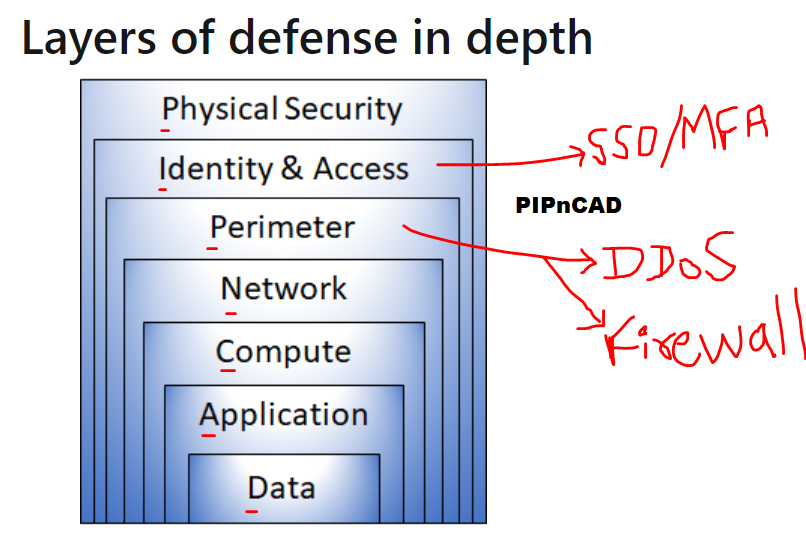 Layers of defense in depth
Physical Security
Identity & Access
SSO/MFA
PIPnCAD
Perimeter
DDoS
Network
Firewall
Compute
Application
Data